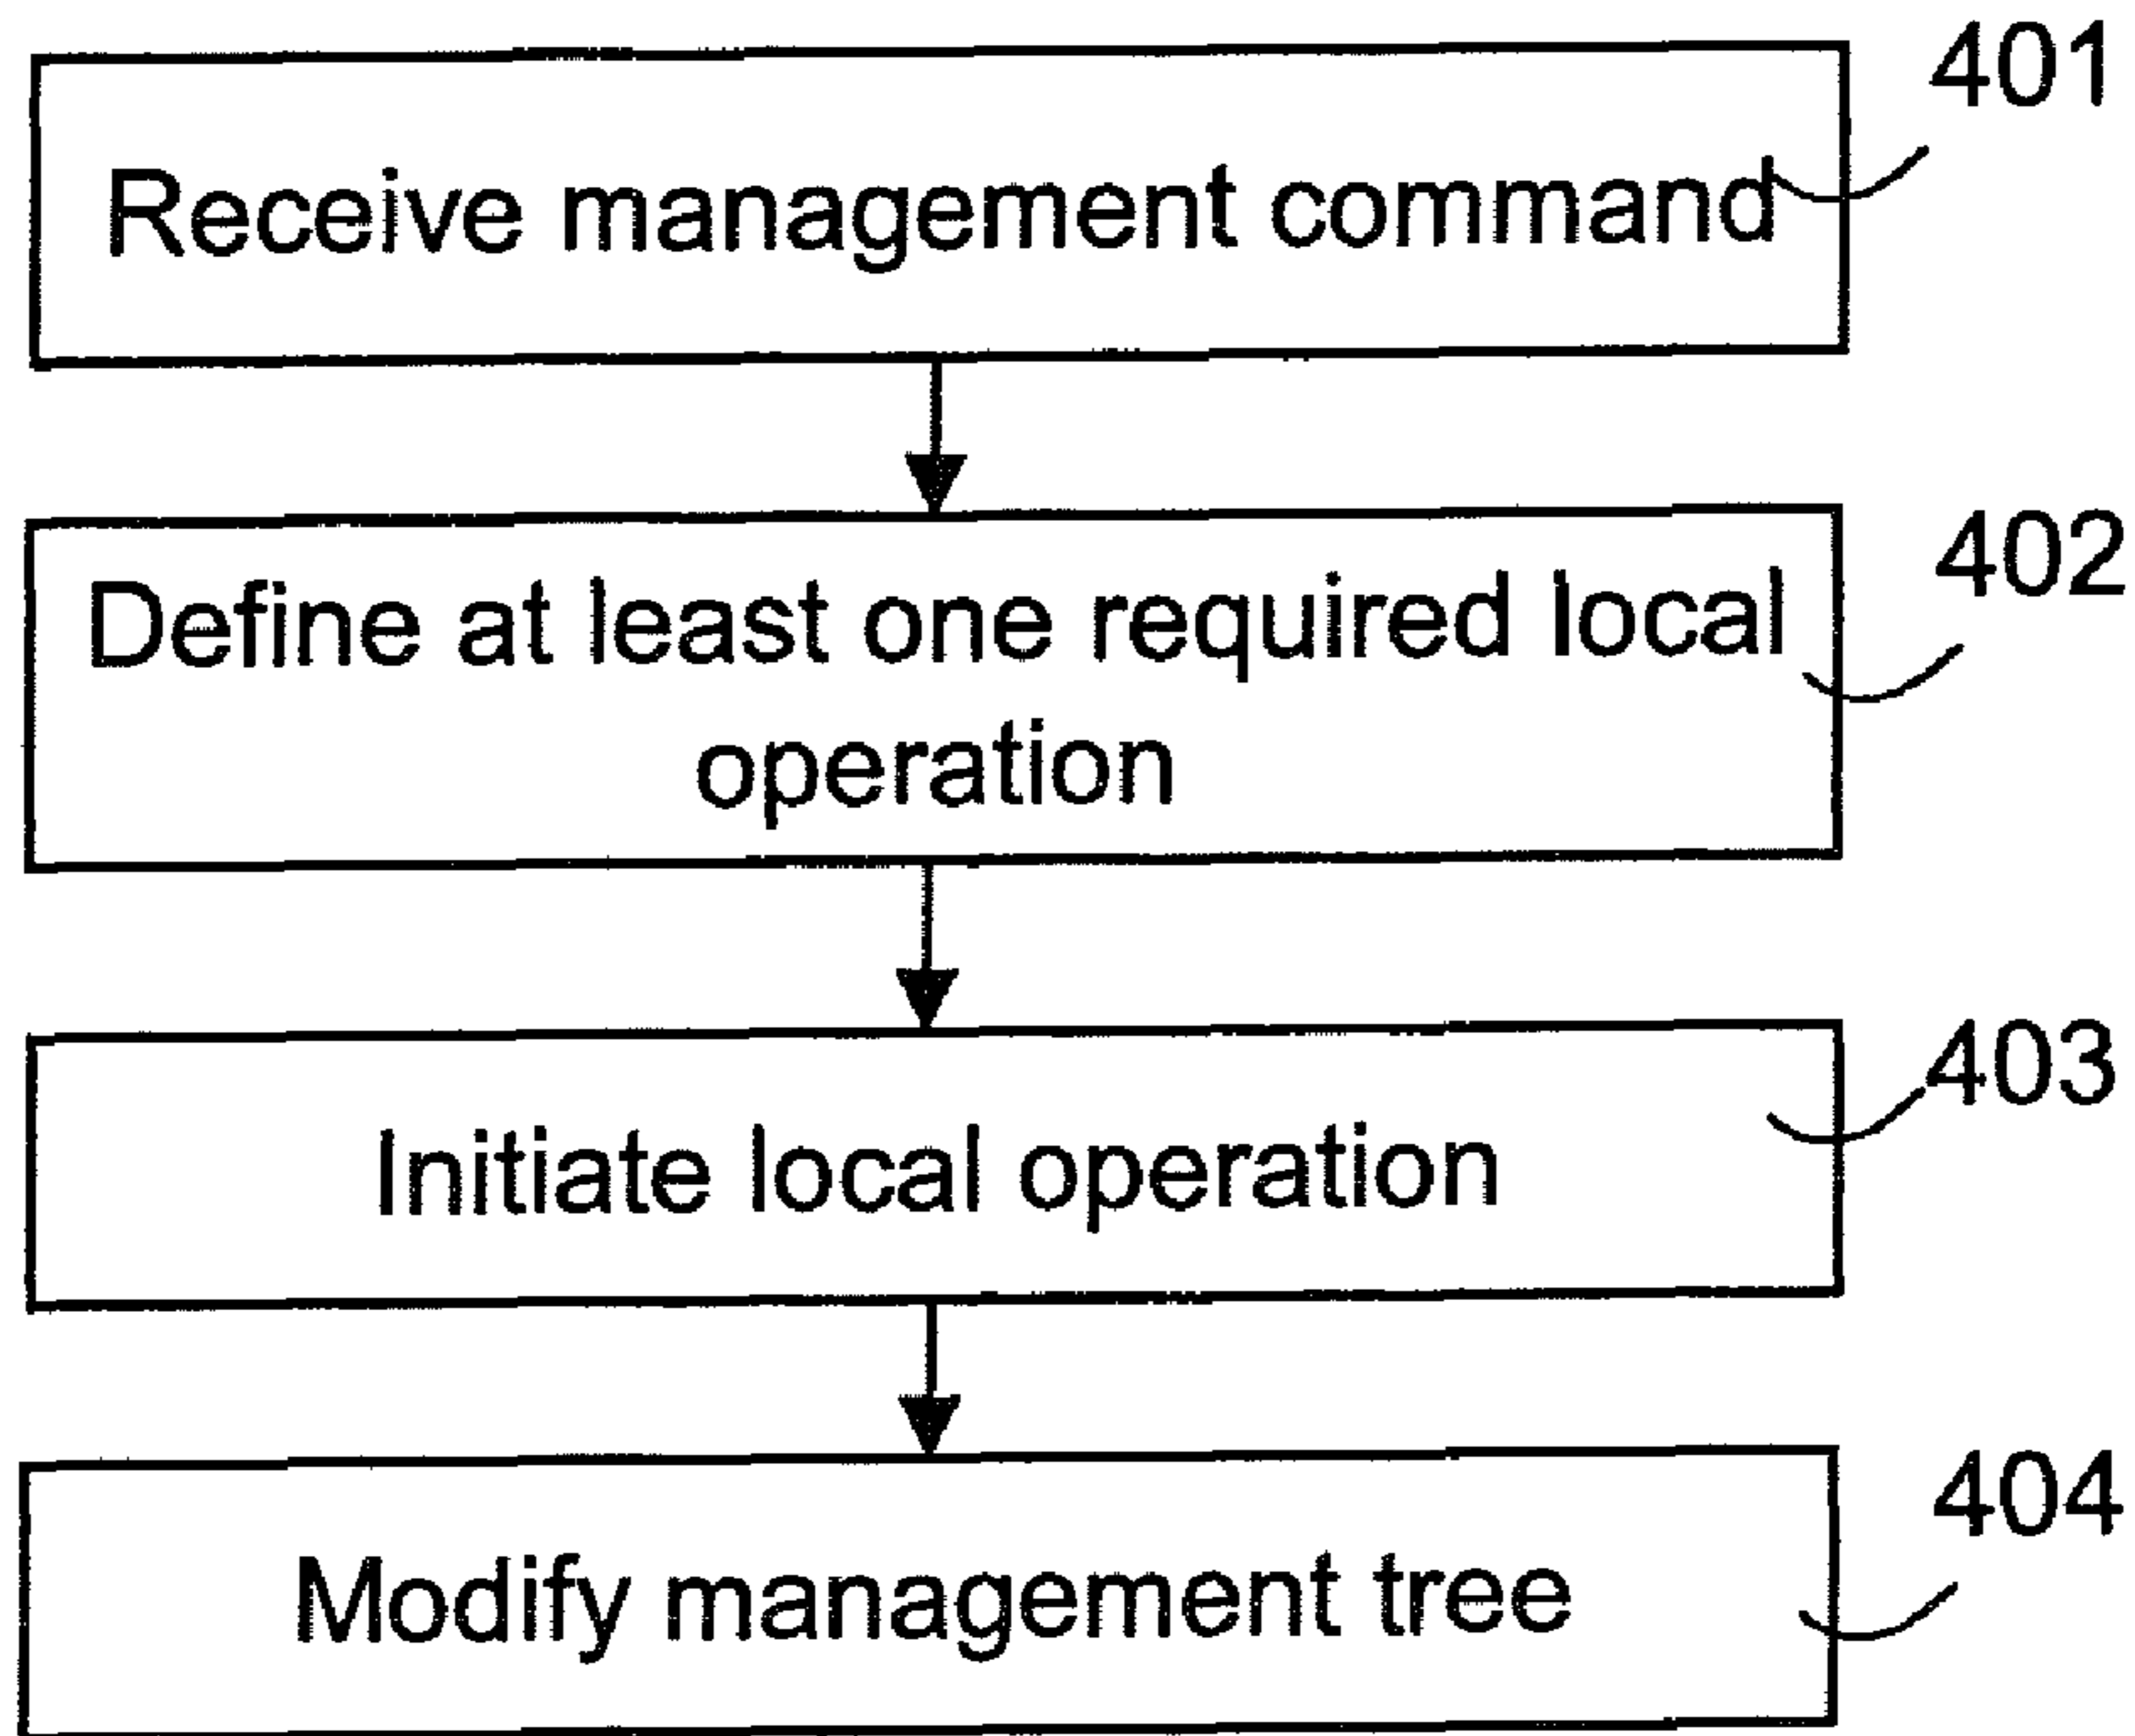 401
Receive management command
402
Define at least one required local
operation
403
Initiate local operation
404
Modify management tree